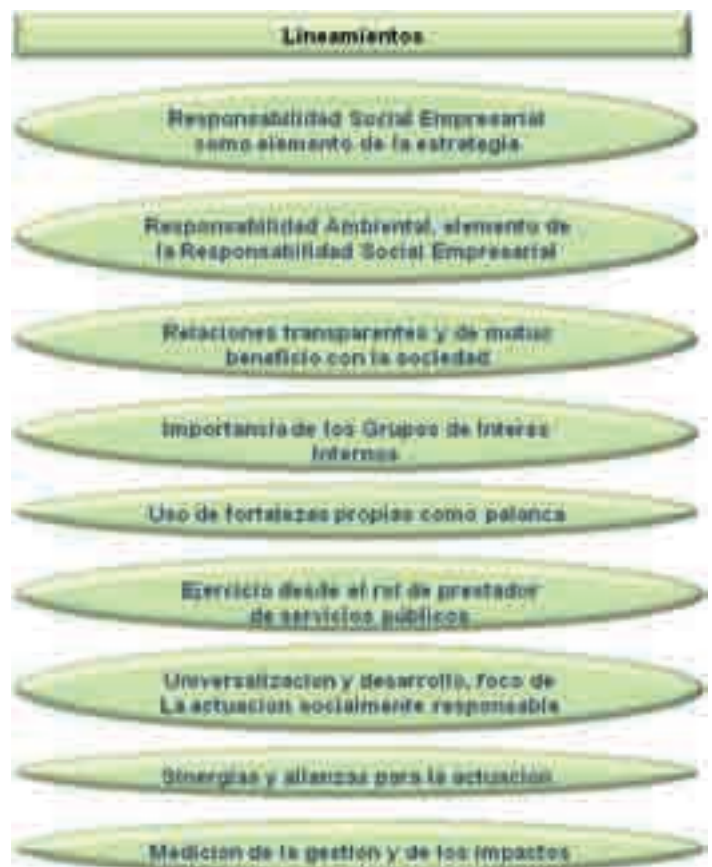 Lineamientos
Responsabilidad Social Empresarial
como elemento de la estrategia
Responsabilidad Ambiental, elemento de
la Responsabilidad Social Empresarial
Relaciones transparentes y de mutuo
beneficio con la sociedad
Importancia de los Grupos de Interes
Internos
Uso de fortalezas propias como palanca
Ejercicio desde el rol de prestador
de servicios públicos
Universalizacion y desarrollo, foco de
La actuacion socialmente responsable
Sinergias y alianzas para la actuacion
Medicion de la gestion y de los impactos